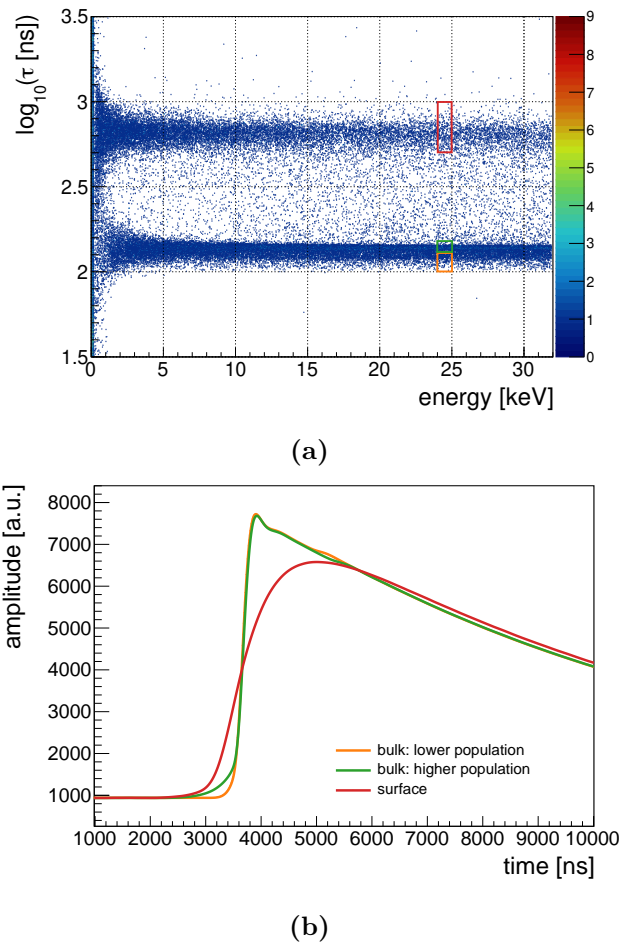 log₁₀(τ [ns])
3.5
3
2.5
2
1.5
0 5 10 15 20 25 30
energy [keV]
9
8
7
6
5
4
3
2
1
0
(a)
amplitude [a.u.]
8000
7000
6000
5000
4000
3000
2000
1000
bulk: lower population
bulk: higher population
surface
1000 2000 3000 4000 5000 6000 7000 8000 9000 10000
time [ns]
(b)